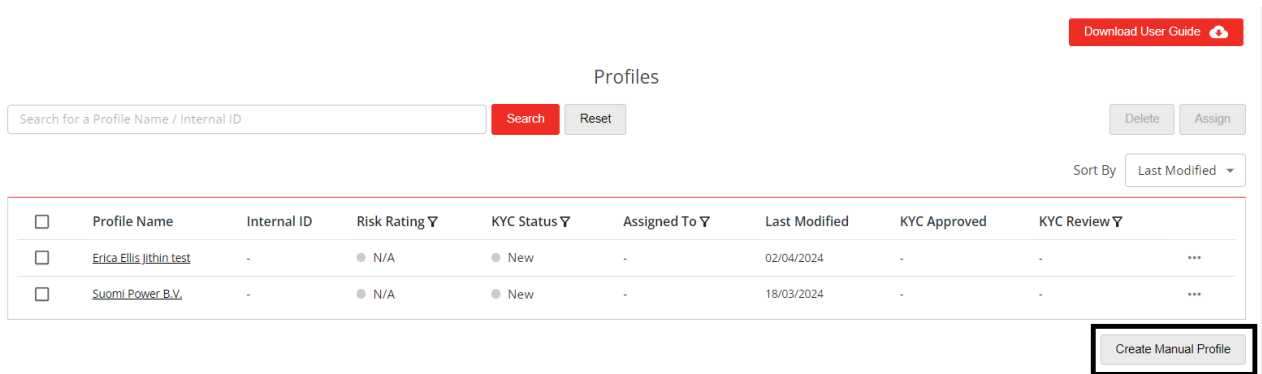 Download User Guide
Profiles
Search for a Profile Name / Internal ID Search Reset Delete Assign
Sort By Last Modified
Profile Name Internal ID Risk Rating KYC Status Assigned To Last Modified KYC Approved KYC Review
Erica Ellis Jithin test - N/A New - 02/04/2024 - - ...
Suomi Power B.V. - N/A New - 18/03/2024 - - ...
Create Manual Profile